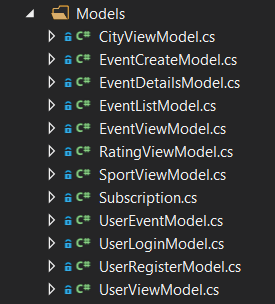 Models
C# CityViewModel.cs
C# EventCreateModel.cs
C# EventDetailsModel.cs
C# EventListModel.cs
C# EventViewModel.cs
C# RatingViewModel.cs
C# SportViewModel.cs
C# Subscription.cs
C# UserEventModel.cs
C# UserLoginModel.cs
C# UserRegisterModel.cs
C# UserViewModel.cs